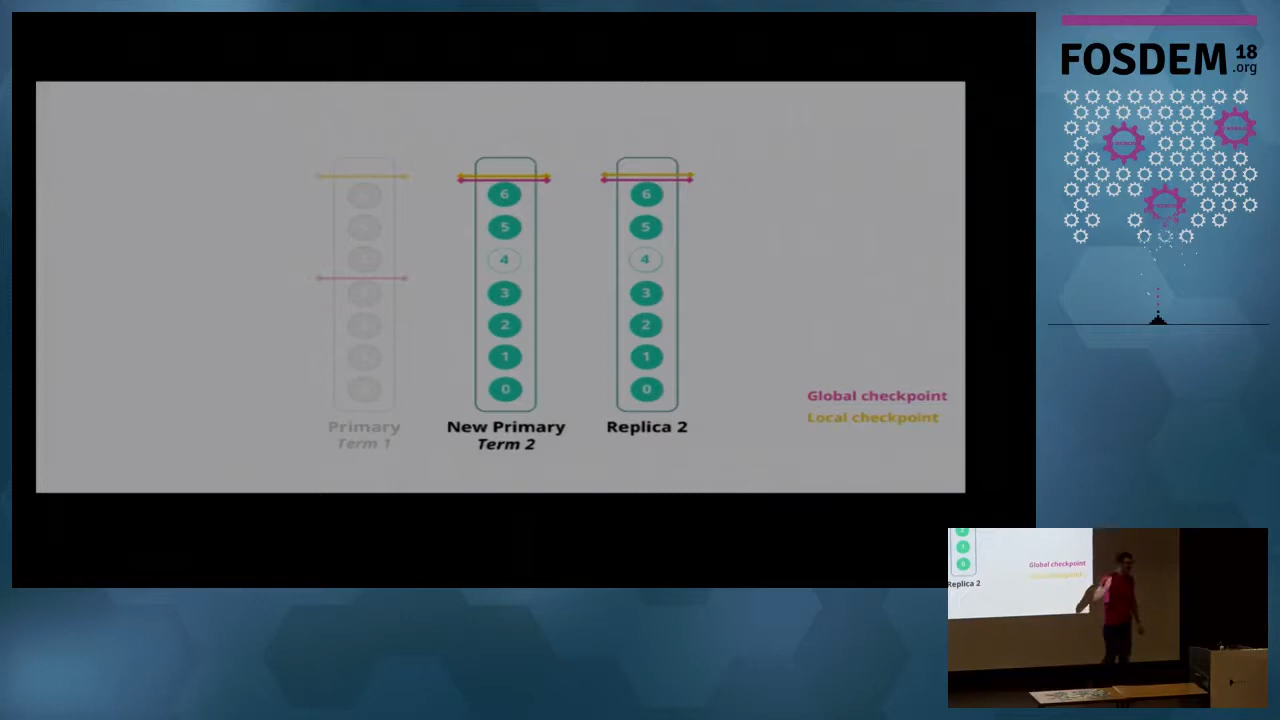 FOSDEM 18
.org
6 6
5 5
4 4
3 3
2 2
1 1
0 0
Global checkpoint
Local checkpoint
Primary New Primary Replica 2
Term 1 Term 2
Global checkpoint
Replica 2